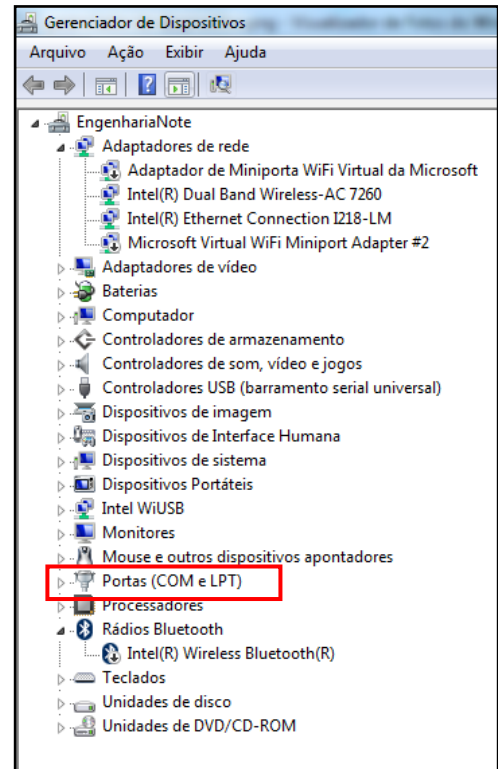 Gerenciador de Dispositivos
Arquivo Ação Exibir Ajuda
EngenhariaNote
Adaptadores de rede
Adaptador de Miniporta WiFi Virtual da Microsoft
Intel(R) Dual Band Wireless-AC 7260
Intel(R) Ethernet Connection I218-LM
Microsoft Virtual WiFi Miniport Adapter #2
Adaptadores de vídeo
Baterias
Computador
Controladores de armazenamento
Controladores de som, vídeo e jogos
Controladores USB (barramento serial universal)
Dispositivos de imagem
Dispositivos de Interface Humana
Dispositivos de sistema
Dispositivos Portáteis
Intel WiUSB
Monitores
Mouse e outros dispositivos apontadores
Portas (COM e LPT)
Processadores
Rádios Bluetooth
Intel(R) Wireless Bluetooth(R)
Teclados
Unidades de disco
Unidades de DVD/CD-ROM